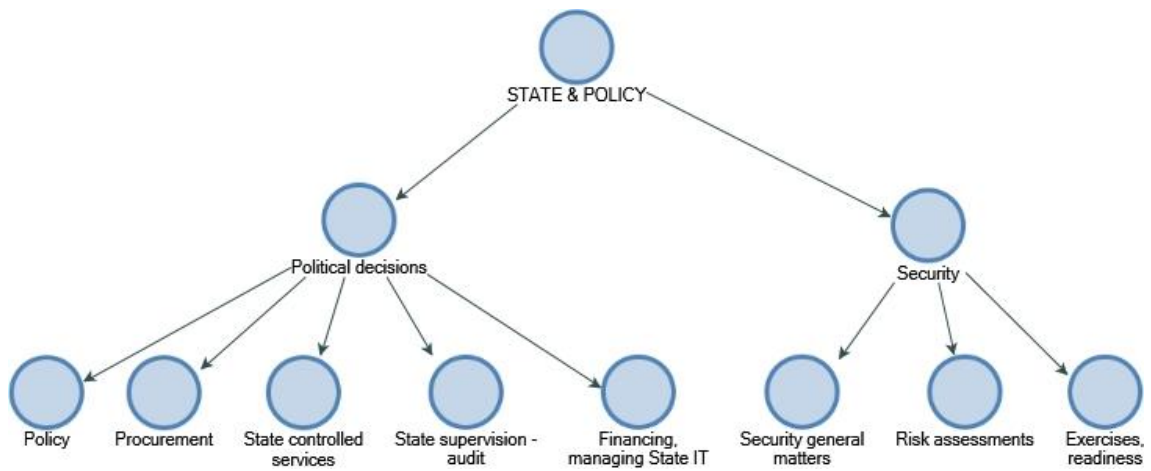 STATE & POLICY
Political decisions
Security
Policy
Procurement
State controlled
services
State supervision -
audit
Financing,
managing State IT
Security general
matters
Risk assessments
Exercises,
readiness